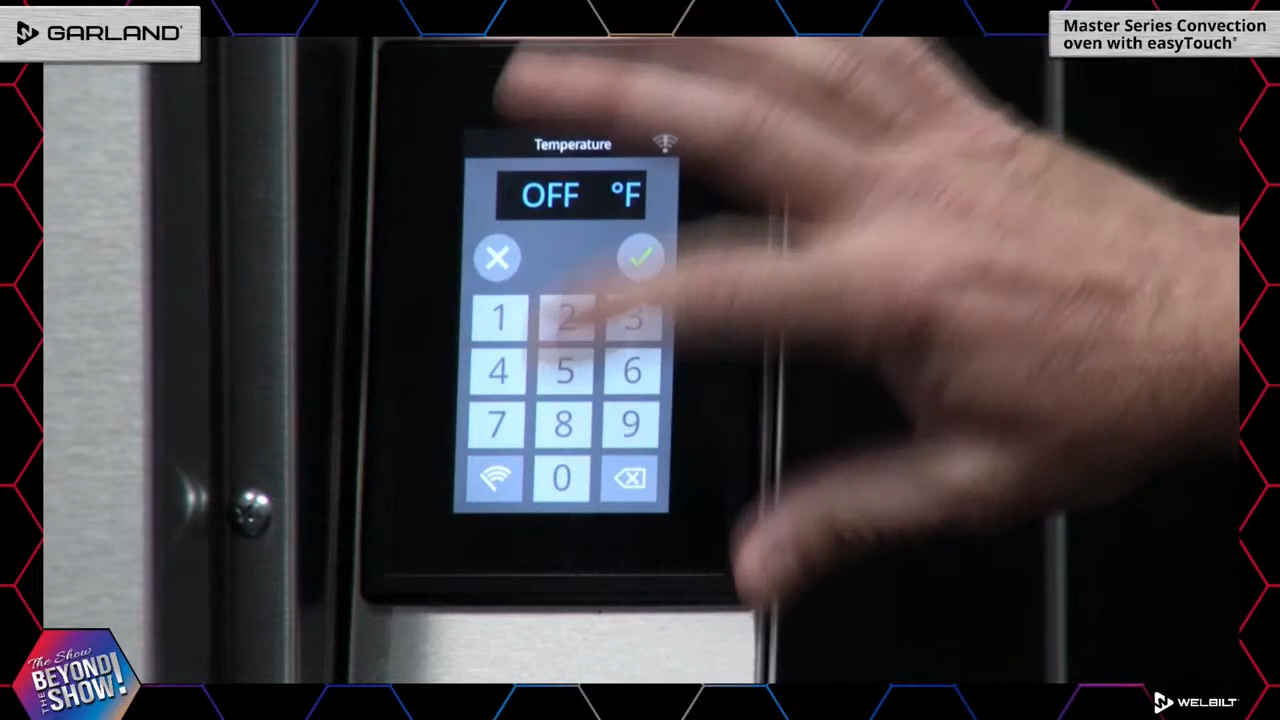 GARLAND
Master Series Convection
oven with easyTouch®
Temperature
OFF °F
1 2 3
4 5 6
7 8 9
0
The Show
BEYOND
THE SHOW!
WELBILT